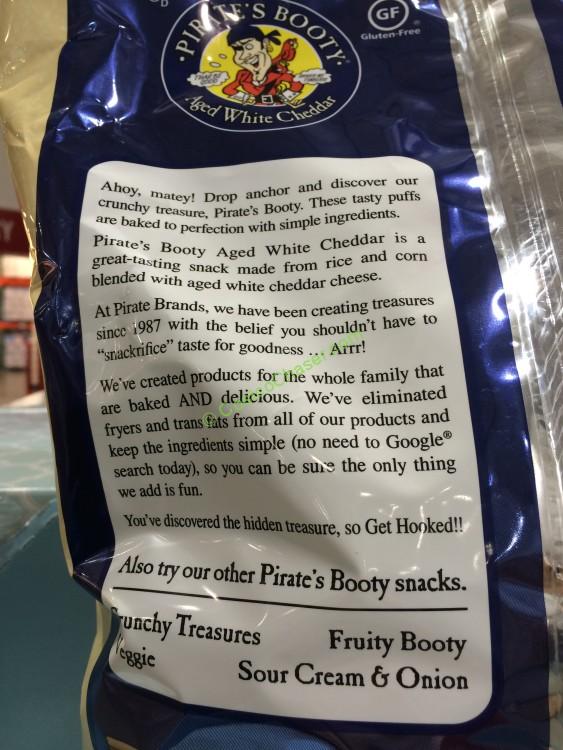 PIRATE'S BOOTY
THAT BE GOOD
Aged White Cheddar
GF
Gluten-Free
Ahoy, matey! Drop anchor and discover our
crunchy treasure, Pirate's Booty. These tasty puffs
are baked to perfection with simple ingredients.
Pirate's Booty Aged White Cheddar is a
great-tasting snack made from rice and corn
blended with aged white cheddar cheese.
At Pirate Brands, we have been creating treasures
since 1987 with the belief you shouldn't have to
"snackrifice" taste for goodness ... Arrr!
We've created products for the whole family that
are baked AND delicious. We've eliminated
fryers and trans fats from all of our products and
keep the ingredients simple (no need to Google®
search today), so you can be sure the only thing
we add is fun.
You've discovered the hidden treasure, so Get Hooked!!
Also try our other Pirate's Booty snacks.
Crunchy Treasures
Fruity Booty
Veggie
Sour Cream & Onion